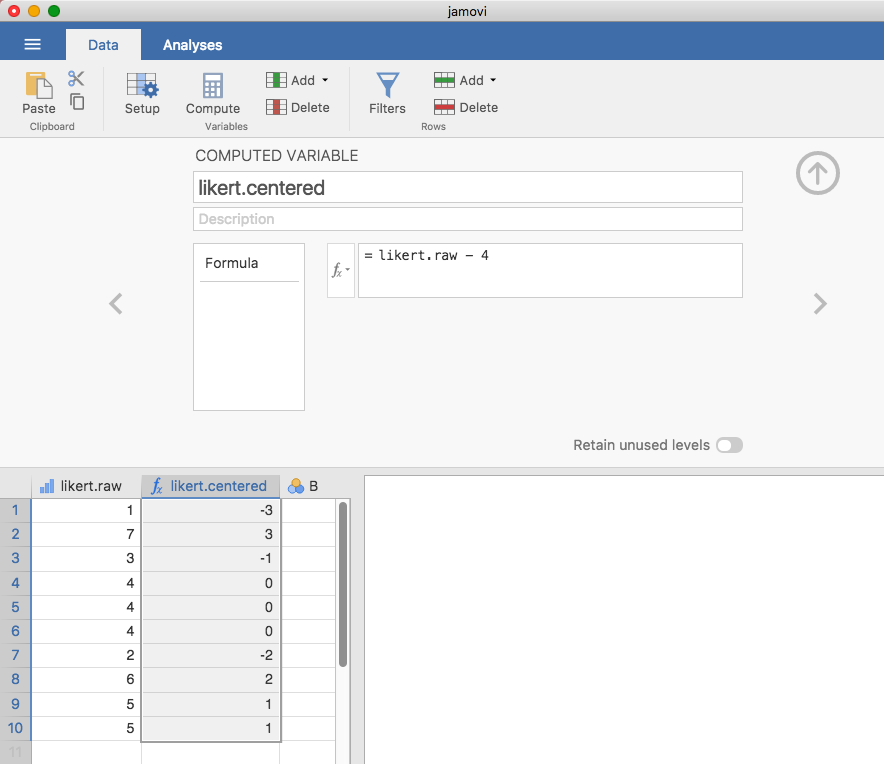 jamovi
Data Analyses
Paste Setup Compute Add Delete Filters Add Delete
Clipboard Variables Rows
COMPUTED VARIABLE
likert.centered
Description
Formula
fx
= likert.raw - 4
Retain unused levels
likert.raw fx likert.centered B
1 1 -3
2 7 3
3 3 -1
4 4 0
5 4 0
6 4 0
7 2 -2
8 6 2
9 5 1
10 5 1
11